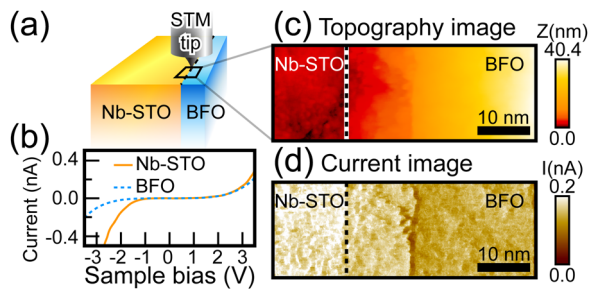 (a)
STM
tip
Nb-STO
BFO
(b)
Current (nA)
0.4
0.0
-0.4
Nb-STO
BFO
-3 -2 -1 0 1 2 3
Sample bias (V)
(c) Topography image
Z(nm)
40.4
0.0
Nb-STO
BFO
10 nm
(d) Current image
I(nA)
0.2
0.0
Nb-STO
BFO
10 nm